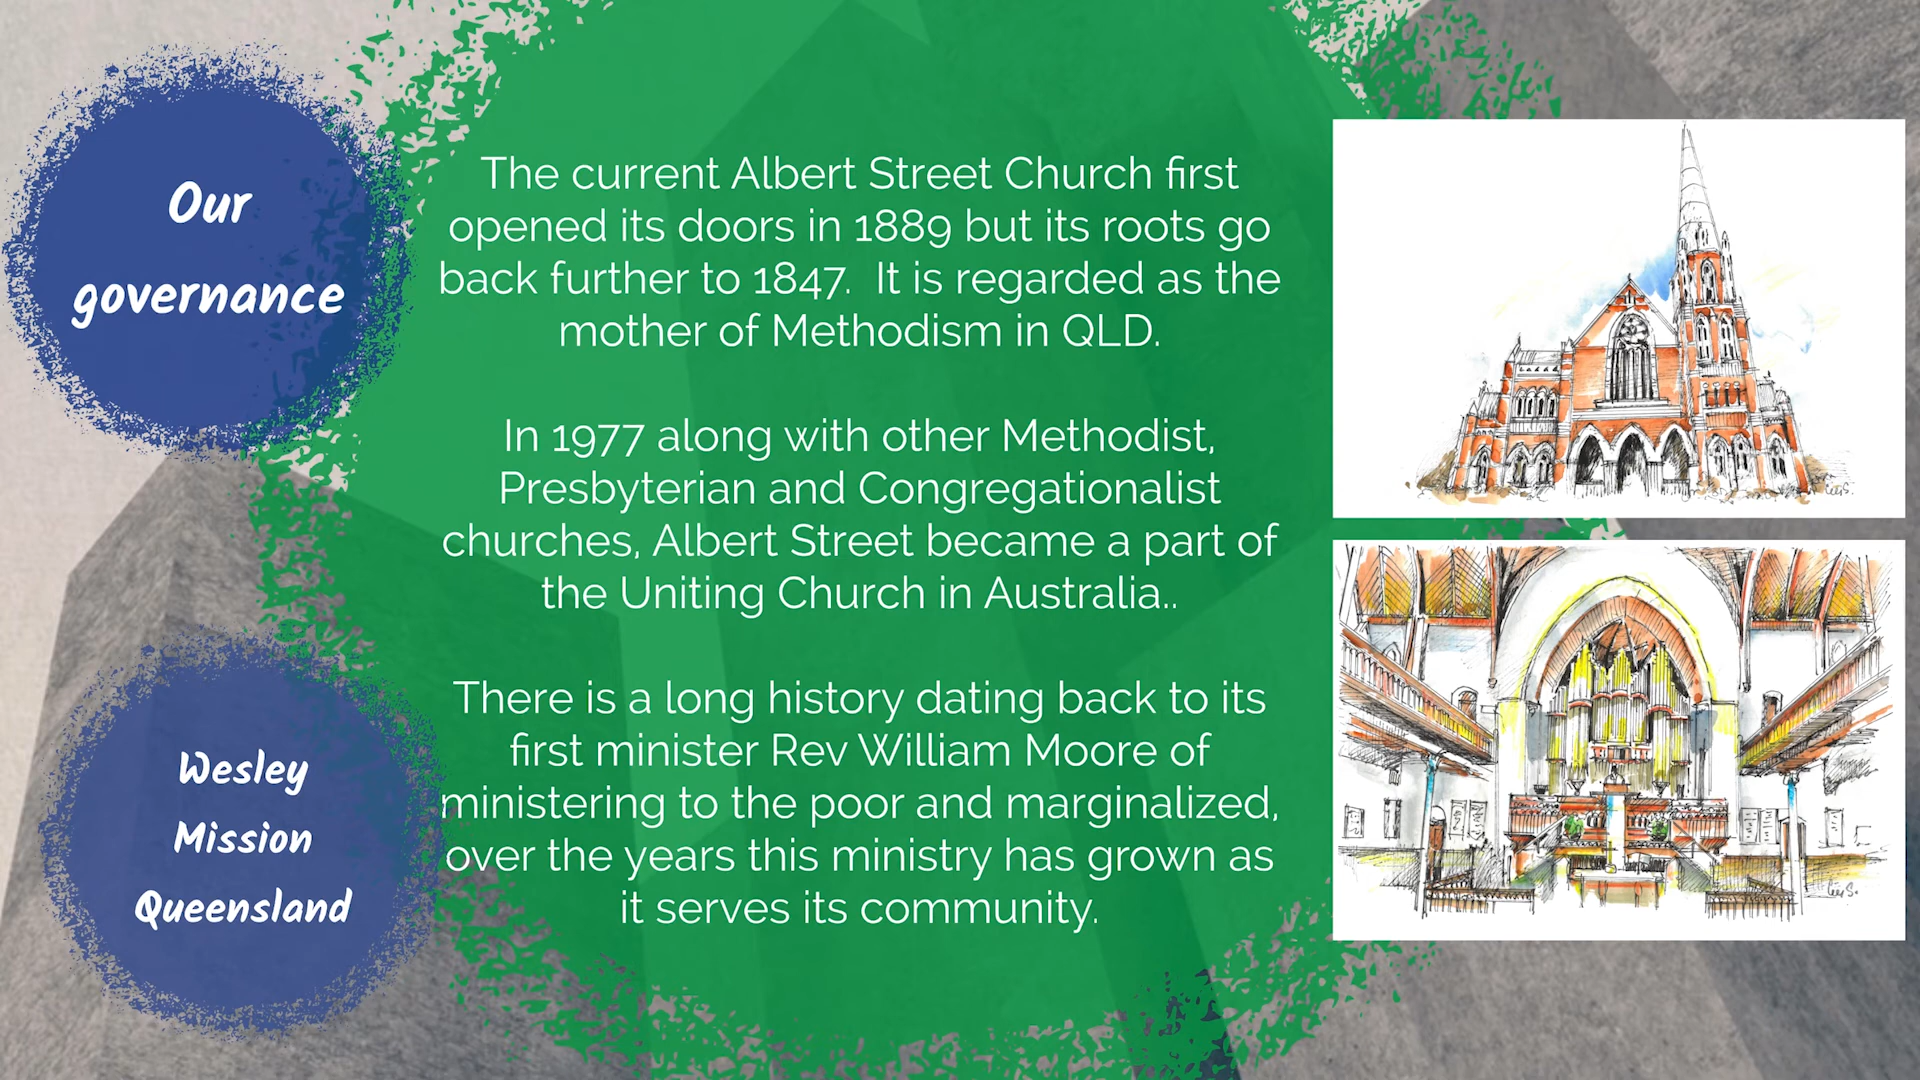 Our
governance
The current Albert Street Church first
opened its doors in 1889 but its roots go
back further to 1847.  It is regarded as the
mother of Methodism in QLD.
In 1977 along with other Methodist,
Presbyterian and Congregationalist
churches, Albert Street became a part of
the Uniting Church in Australia..
There is a long history dating back to its
first minister Rev William Moore of
ministering to the poor and marginalized,
over the years this ministry has grown as
it serves its community.
Wesley
Mission
Queensland